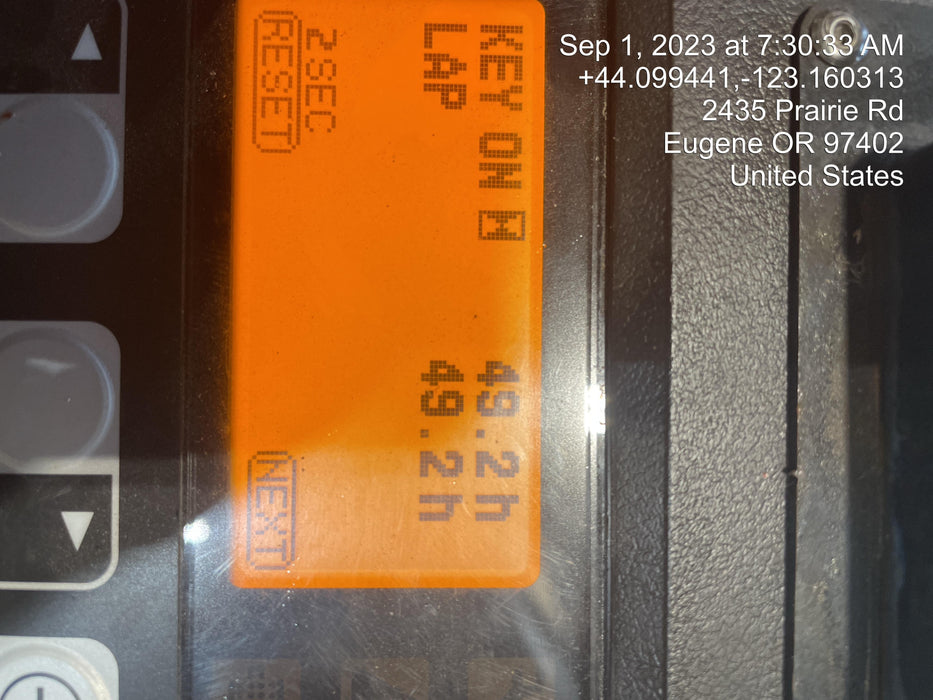 Sep 1, 2023 at 7:30:33 AM
+44.099441,-123.160313
2435 Prairie Rd
Eugene OR 97402
United States
KEY ON H 49.2h
LAP 49.2h
2SEC
(RESET) (NEXT)